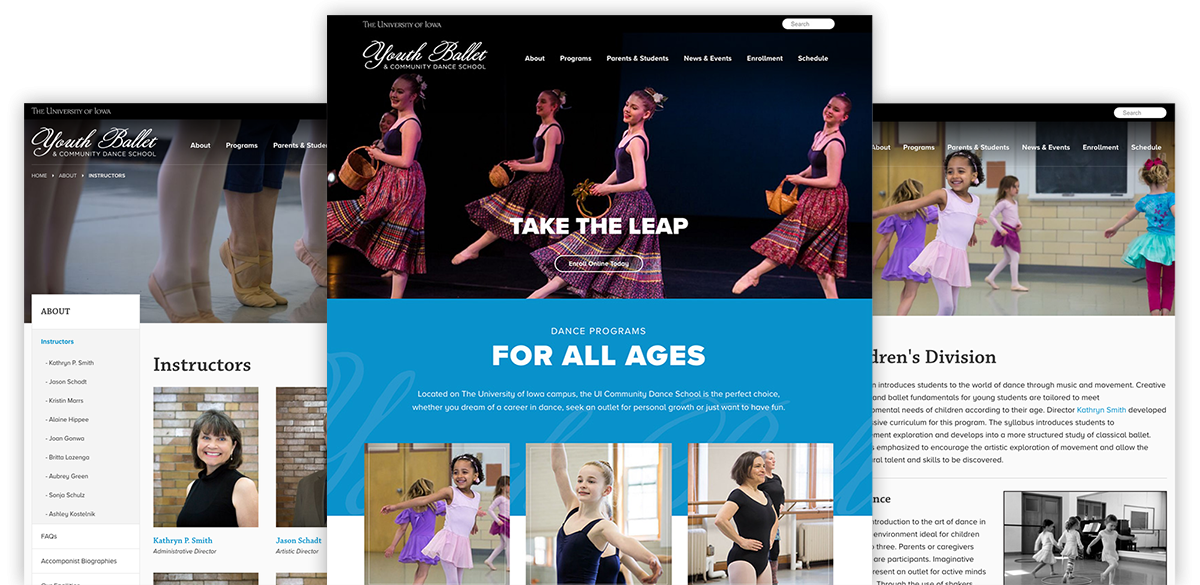 THE UNIVERSITY OF IOWA
Youth Ballet
& COMMUNITY DANCE SCHOOL
About Programs
HOME ABOUT INSTRUCTORS
Parents &
ABOUT
Instructors
- Kathryn P. Smith
- Jason Schadt
- Kristin Marrs
- Alaine Hippee
- Joan Gonwa
- Britta Lazenga
- Aubrey Green
- Sonja Schulz
- Ashley Kostelnik
FAQs
Accompanist Biographies
Instructors
Kathryn P. Smith
Administrative Director
Jason Schadt
Artistic Director
THE UNIVERSITY OF IOWA
Search
Youth Ballet
& COMMUNITY DANCE SCHOOL
About Programs Parents & Students News & Events Enrollment Schedule
TAKE THE LEAP
Enroll Online Today
DANCE PROGRAMS
FOR ALL AGES
Located on The University of Iowa campus, the UI Community Dance School is the perfect choice,
whether you dream of a career in dance, seek an outlet for personal growth or just want to have fun.
Search
About Programs Parents & Students News & Events Enrollment Schedule
dren's Division
introduces students to the world of dance through music and movement. Creative
and ballet fundamentals for young students are tailored to meet
omental needs of children according to their age. Director Kathryn Smith developed
sive curriculum for this program. The syllabus introduces students to
ment exploration and develops into a more structured study of classical ballet.
s emphasized to encourage the artistic exploration of movement and allow the
ral talent and skills to be discovered.
nce
ntroduction to the art of dance in
environment ideal for children
three. Parents or caregivers
are participants. Imaginative
present an outlet for active minds
Through the use of shakers,